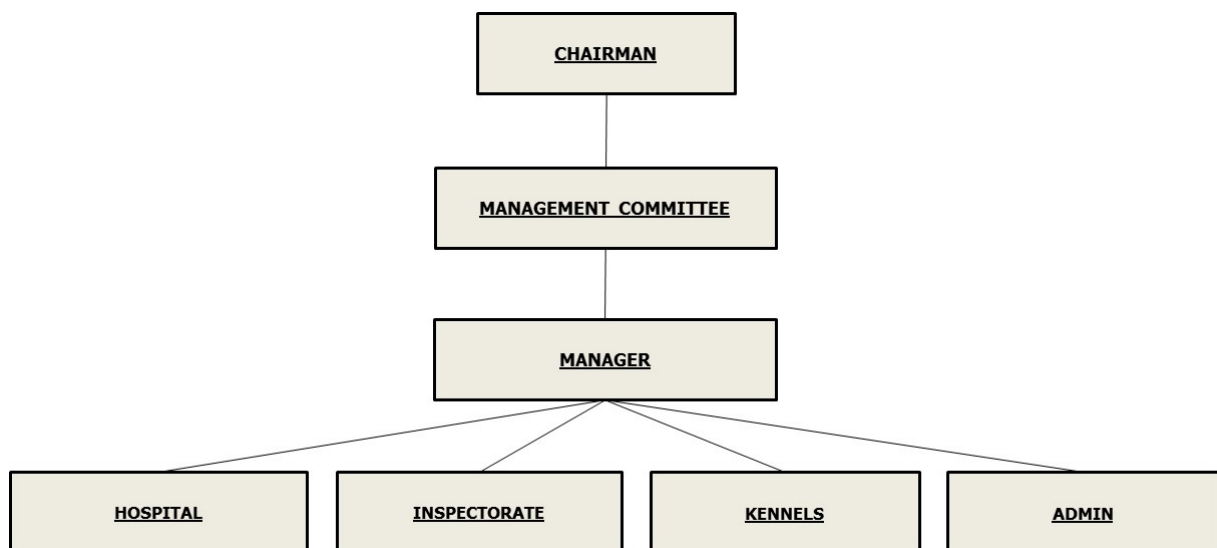 CHAIRMAN
MANAGEMENT COMMITTEE
MANAGER
HOSPITAL
INSPECTORATE
KENNELS
ADMIN